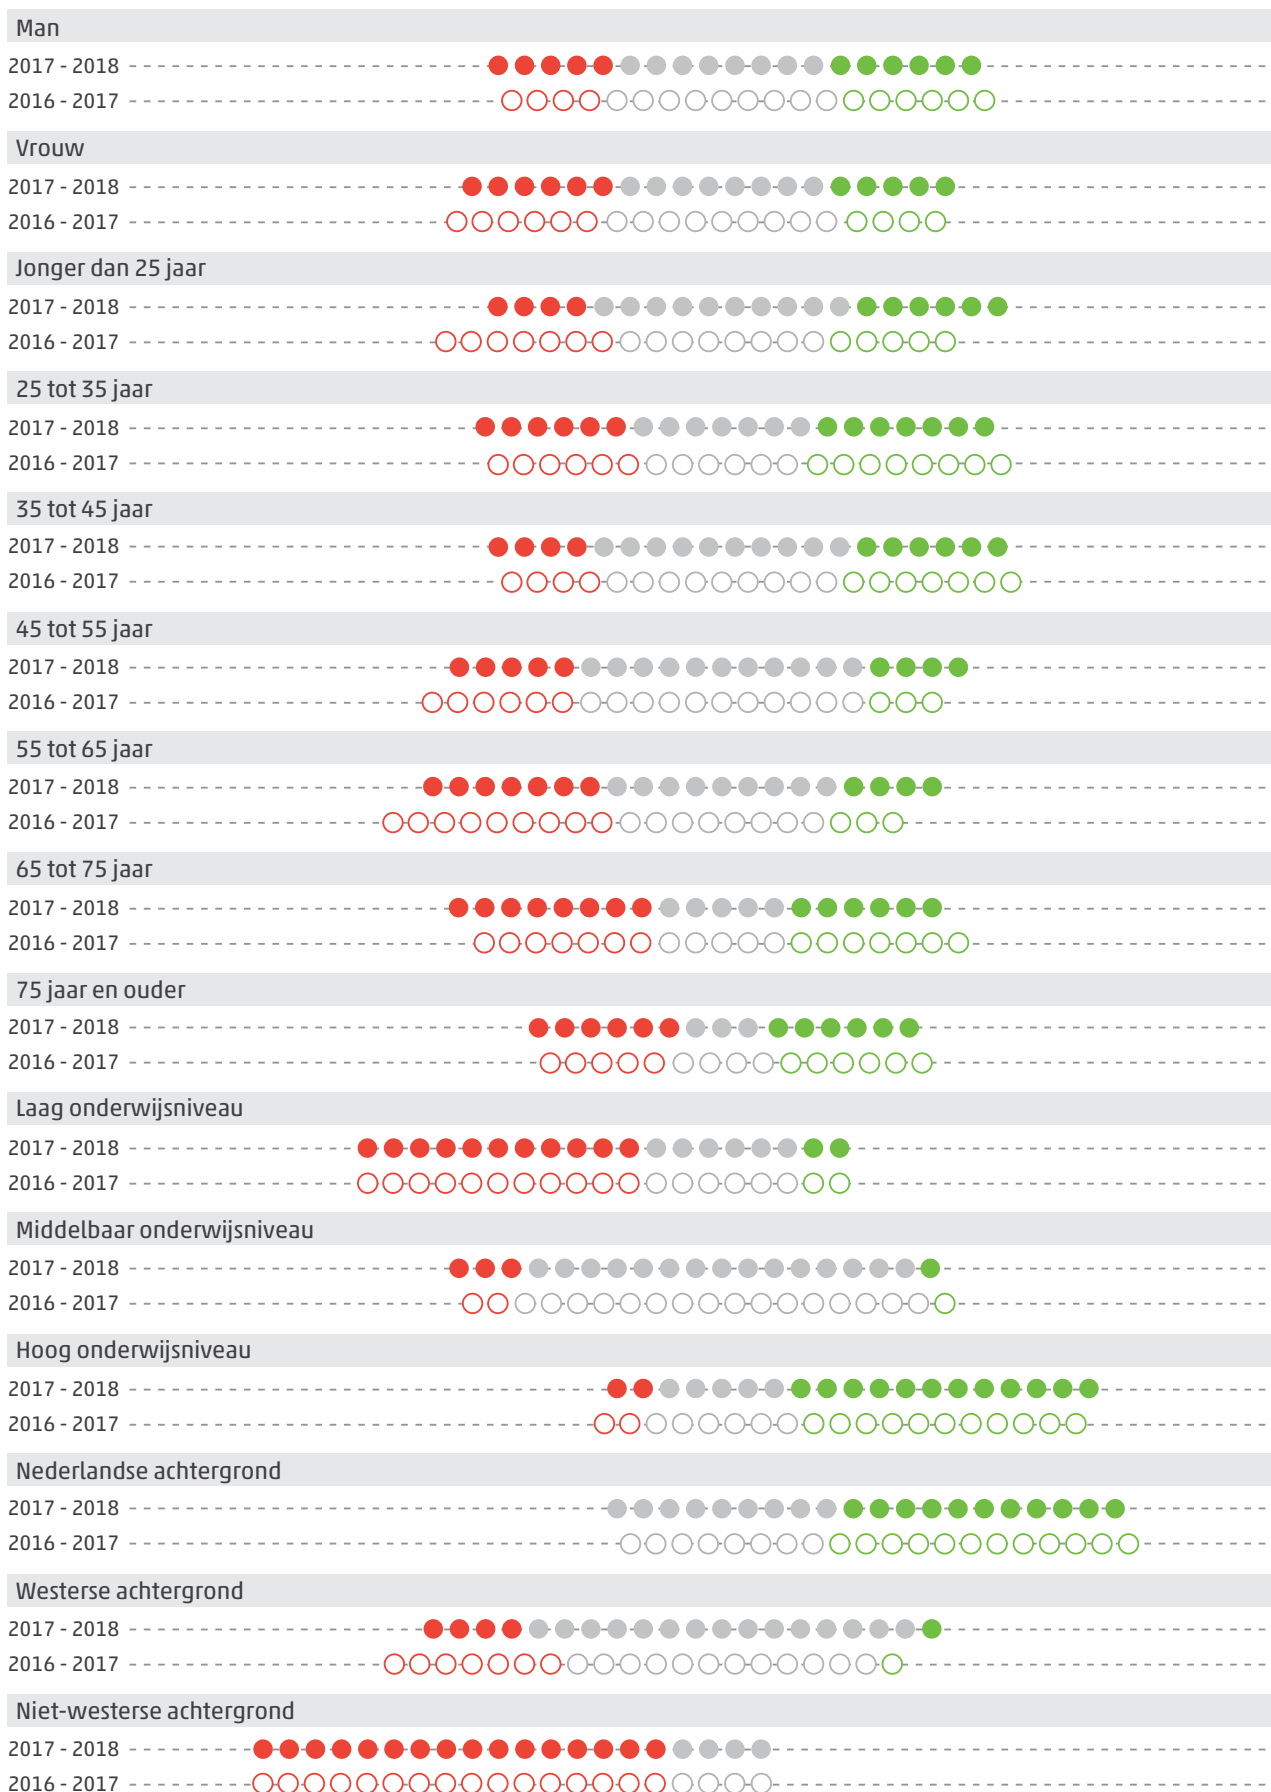 Man
2017 - 2018
2016 - 2017
Vrouw
2017 - 2018
2016 - 2017
Jonger dan 25 jaar
2017 - 2018
2016 - 2017
25 tot 35 jaar
2017 - 2018
2016 - 2017
35 tot 45 jaar
2017 - 2018
2016 - 2017
45 tot 55 jaar
2017 - 2018
2016 - 2017
55 tot 65 jaar
2017 - 2018
2016 - 2017
65 tot 75 jaar
2017 - 2018
2016 - 2017
75 jaar en ouder
2017 - 2018
2016 - 2017
Laag onderwijsniveau
2017 - 2018
2016 - 2017
Middelbaar onderwijsniveau
2017 - 2018
2016 - 2017
Hoog onderwijsniveau
2017 - 2018
2016 - 2017
Nederlandse achtergrond
2017 - 2018
2016 - 2017
Westerse achtergrond
2017 - 2018
2016 - 2017
Niet-westerse achtergrond
2017 - 2018
2016 - 2017